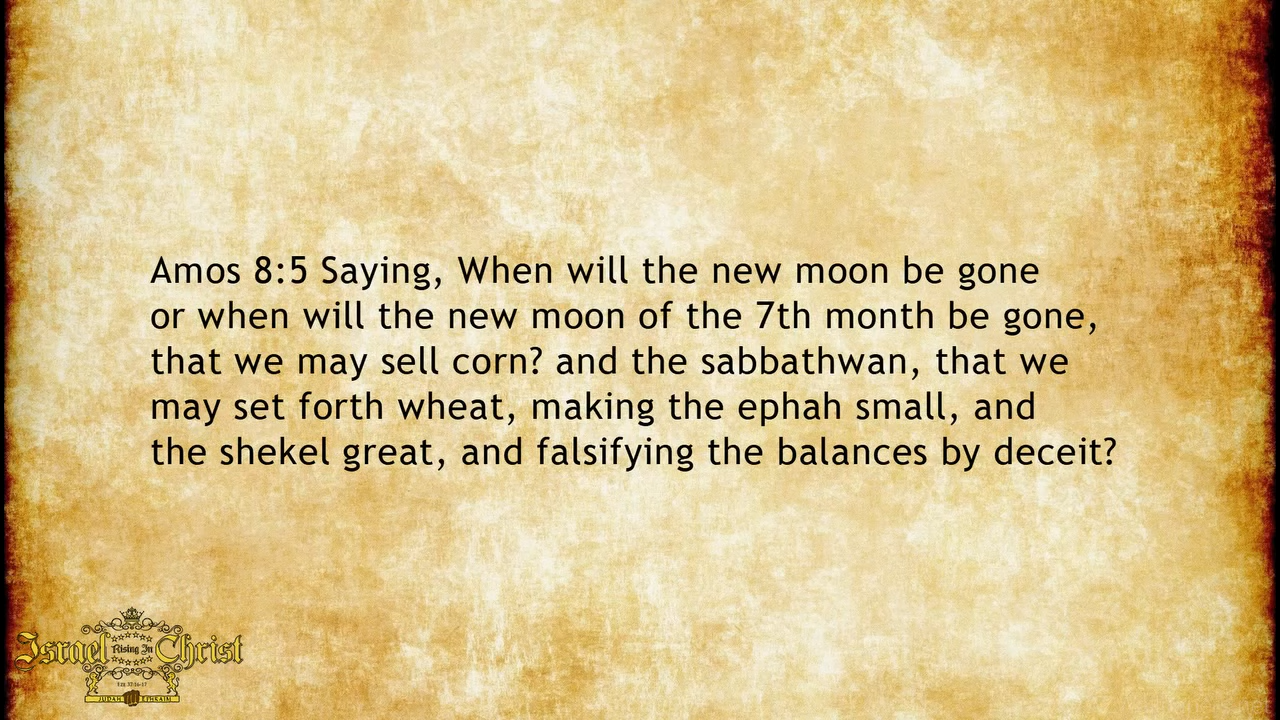 Amos 8:5 Saying, When will the new moon be gone
or when will the new moon of the 7th month be gone,
that we may sell corn? and the sabbathwan, that we
may set forth wheat, making the ephah small, and
the shekel great, and falsifying the balances by deceit?
Israel Rising In Christ
JUDAH EPHRAIM